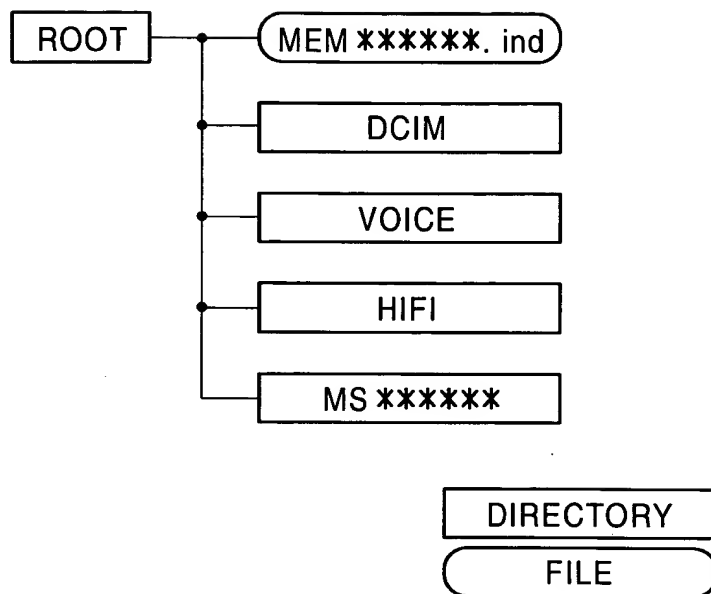 ROOT
MEM ******. ind
DCIM
VOICE
HIFI
MS ******
DIRECTORY
FILE